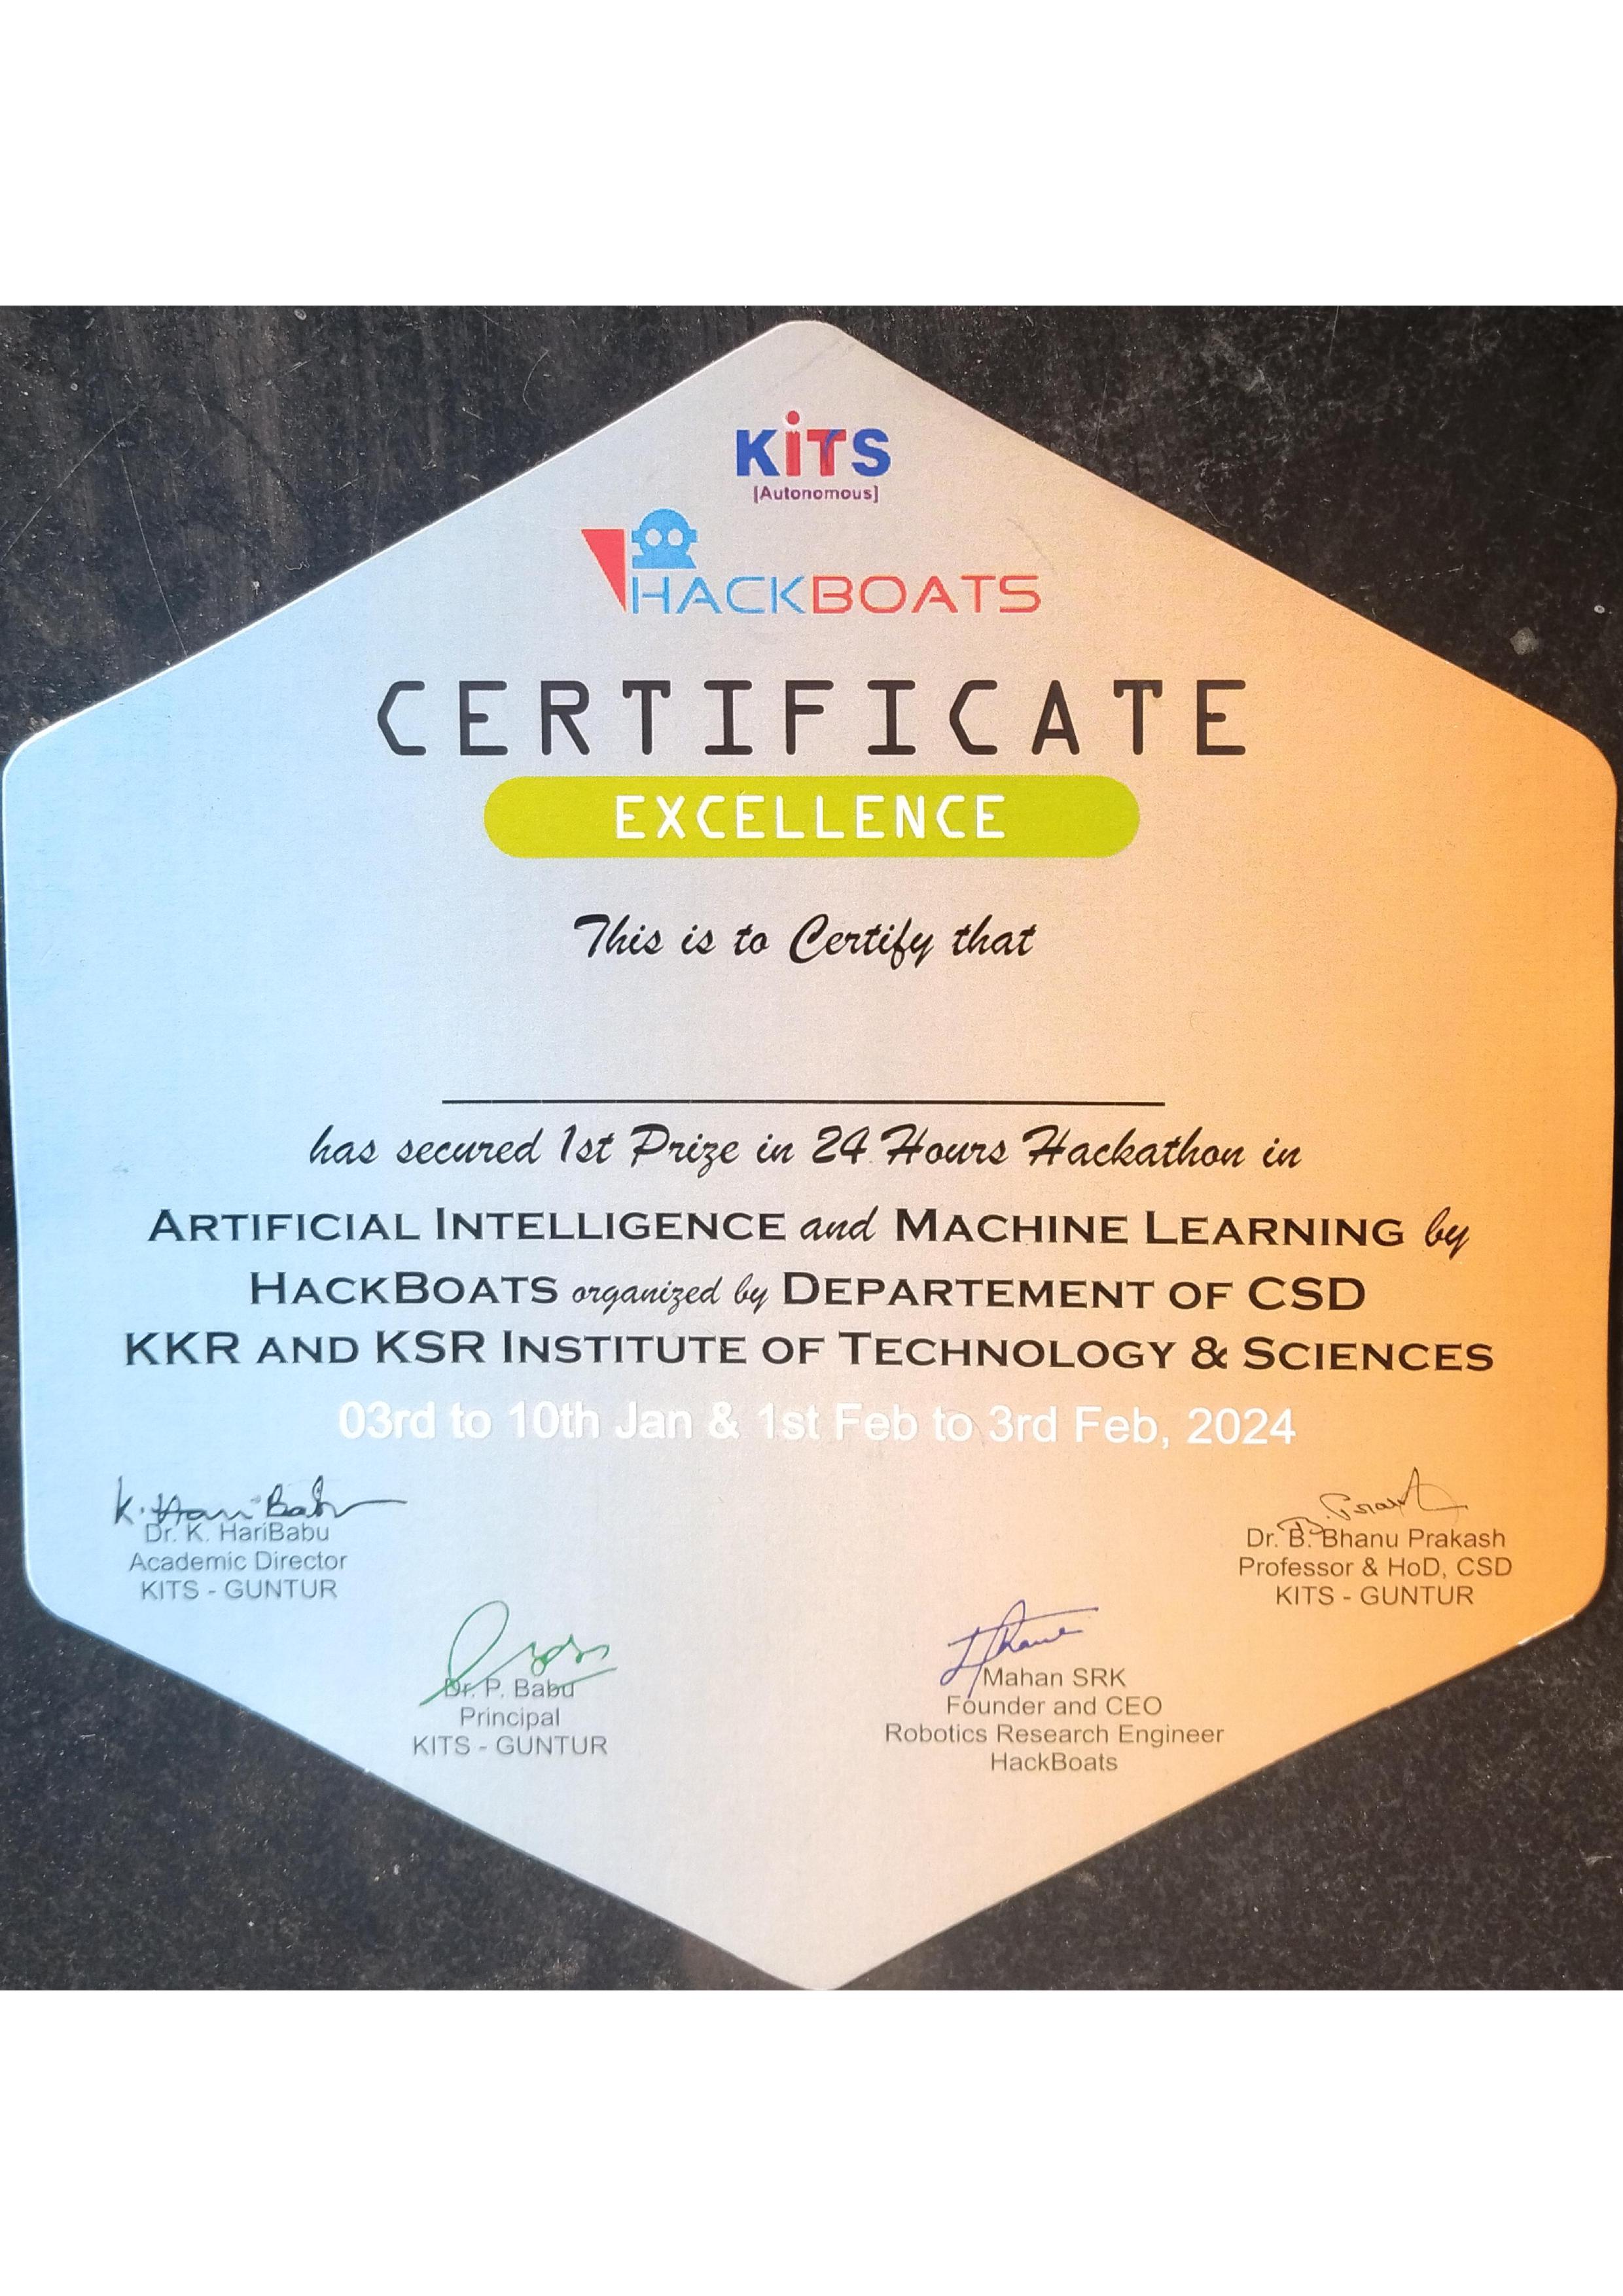 KiTS
[Autonomous]
HACKBOATS
CERTIFICATE
EXCELLENCE
This is to Certify that
has secured 1st Prize in 24 Hours Hackathon in
ARTIFICIAL INTELLIGENCE and MACHINE LEARNING by
HACKBOATS organized by DEPARTEMENT OF CSD
KKR AND KSR INSTITUTE OF TECHNOLOGY & SCIENCES
03rd to 10th Jan & 1st Feb to 3rd Feb, 2024
K. Hari Babu
Dr. K. HariBabu
Academic Director
KITS - GUNTUR
Dr. B. Bhanu Prakash
Professor & HoD, CSD
KITS - GUNTUR
Dr. P. Babu
Principal
KITS - GUNTUR
Mahan SRK
Founder and CEO
Robotics Research Engineer
HackBoats